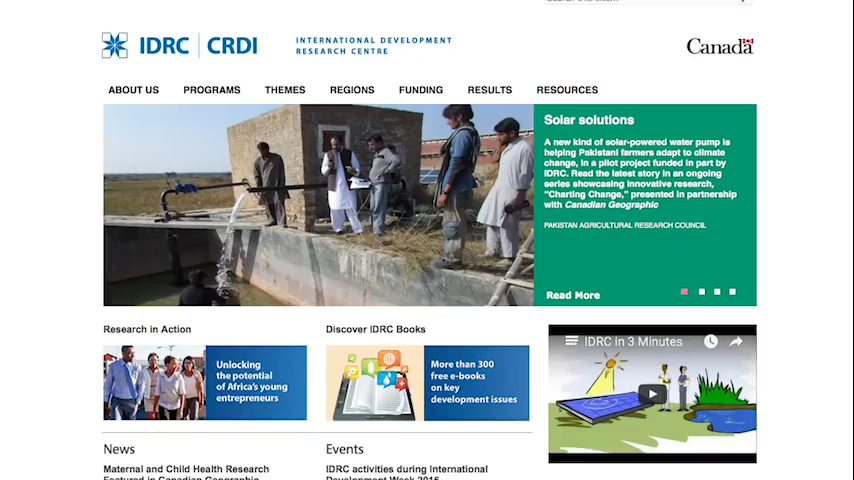 IDRC | CRDI
INTERNATIONAL DEVELOPMENT
RESEARCH CENTRE
Canada
ABOUT US
PROGRAMS
THEMES
REGIONS
FUNDING
RESULTS
RESOURCES
Solar solutions
A new kind of solar-powered water pump is
helping Pakistani farmers adapt to climate
change, in a pilot project funded in part by
IDRC. Read the latest story in an ongoing
series showcasing innovative research,
“Charting Change,” presented in partnership
with Canadian Geographic
PAKISTAN AGRICULTURAL RESEARCH COUNCIL
Read More
Research in Action
Unlocking
the potential
of Africa's young
entrepreneurs
Discover IDRC Books
More than 300
free e-books
on key
development issues
IDRC in 3 Minutes
News
Maternal and Child Health Research
Featured in Canadian Geographic
Events
IDRC activities during International
Development Week 2016